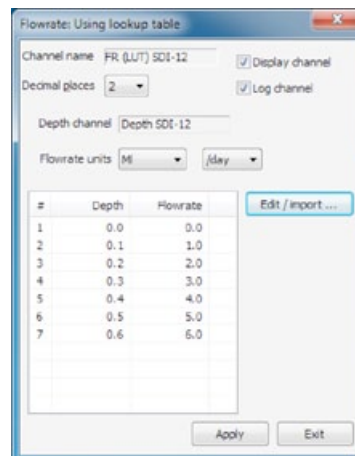 Flowrate: Using lookup table
Channel name FR (LUT) SDI-12
Display channel
Decimal places 2
Log channel
Depth channel Depth SDI-12
Flowrate units Ml /day
# Depth Flowrate
Edit / import ...
1 0.0 0.0
2 0.1 1.0
3 0.2 2.0
4 0.3 3.0
5 0.4 4.0
6 0.5 5.0
7 0.6 6.0
Apply Exit